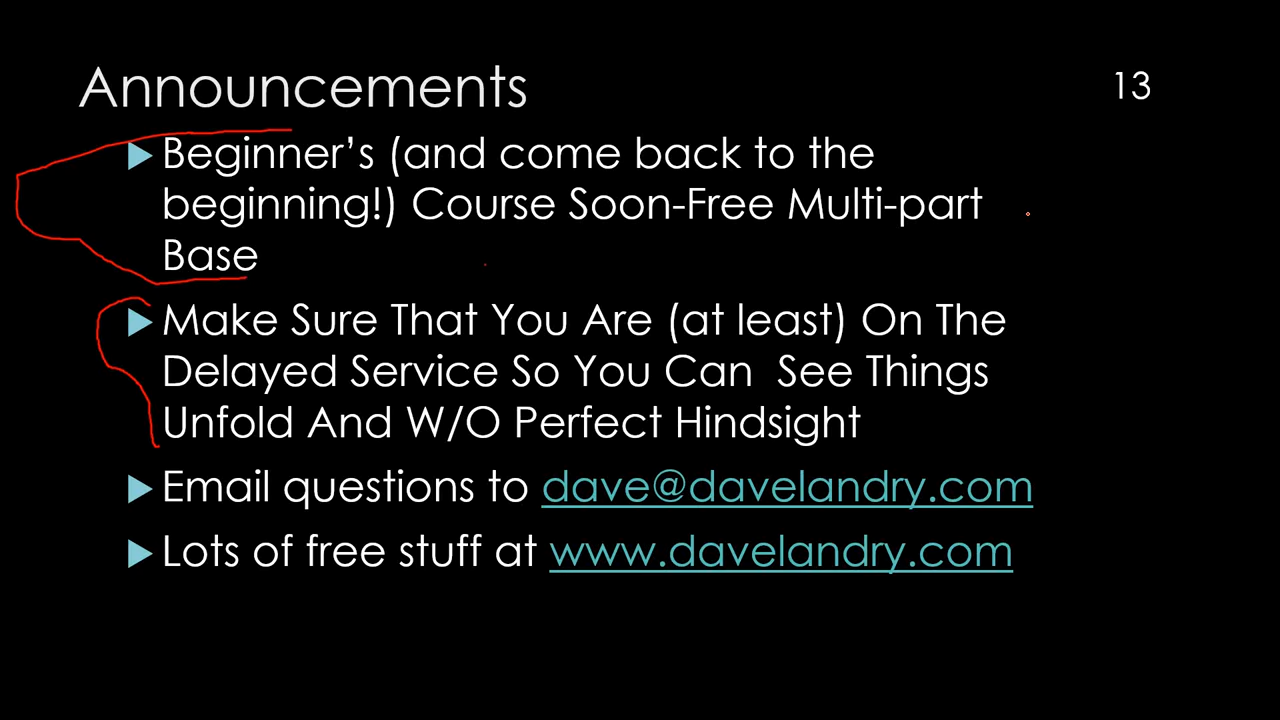 Announcements
13
Beginner’s (and come back to the
beginning!) Course Soon-Free Multi-part
Base
Make Sure That You Are (at least) On The
Delayed Service So You Can  See Things
Unfold And W/O Perfect Hindsight
Email questions to dave@davelandry.com
Lots of free stuff at www.davelandry.com